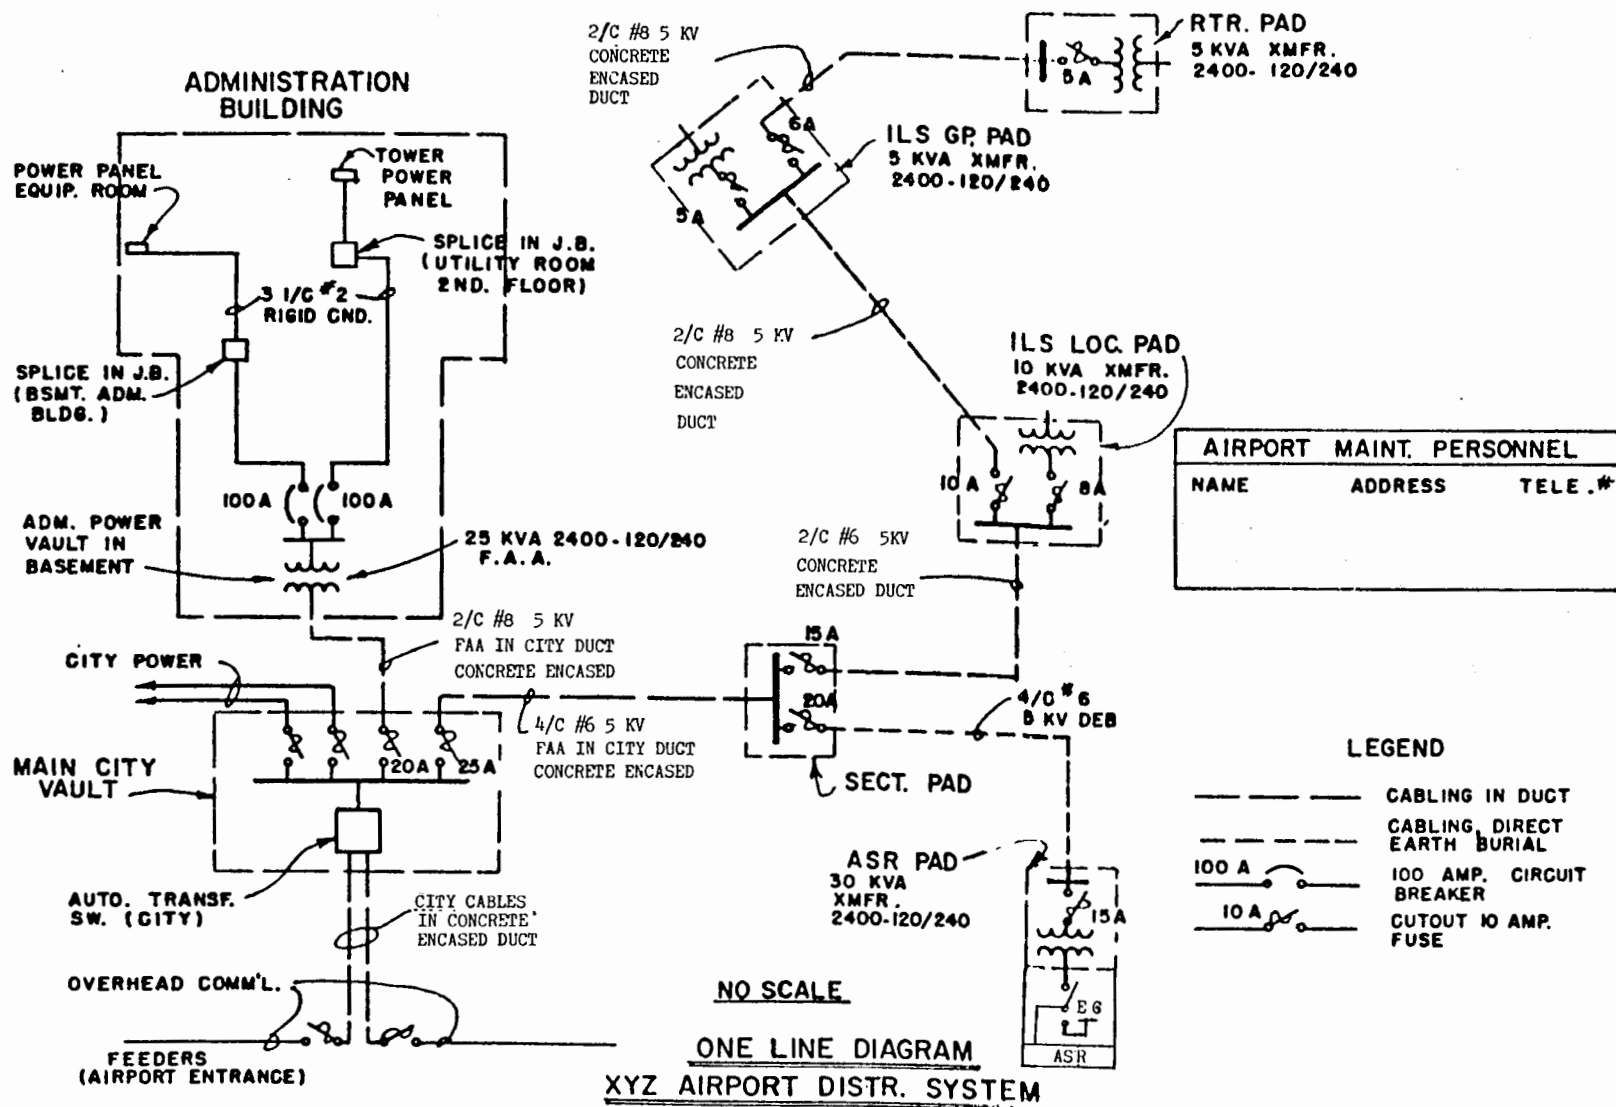 2/C #8 5 KV
CONCRETE
ENCASED
DUCT
RTR. PAD
5 KVA XMFR.
2400-120/240
5A
ADMINISTRATION
BUILDING
POWER PANEL
EQUIP. ROOM
TOWER
POWER
PANEL
SPLICE IN J.B.
(UTILITY ROOM
2ND. FLOOR)
3 1/C #2
RIGID CND.
SPLICE IN J.B.
(BSMT. ADM.
BLDG.)
100A
100A
ADM. POWER
VAULT IN
BASEMENT
25 KVA 2400-120/240
F.A.A.
6A
5A
ILS GP. PAD
5 KVA XMFR.
2400-120/240
2/C #8 5 KV
CONCRETE
ENCASED
DUCT
ILS LOC. PAD
10 KVA XMFR.
2400-120/240
10A
8A
AIRPORT MAINT. PERSONNEL
NAME ADDRESS TELE.#
2/C #6 5KV
CONCRETE
ENCASED DUCT
2/C #8 5 KV
FAA IN CITY DUCT
CONCRETE ENCASED
CITY POWER
20A
25A
4/C #6 5 KV
FAA IN CITY DUCT
CONCRETE ENCASED
15A
20A
SECT. PAD
4/C #6
5 KV DEB
MAIN CITY
VAULT
AUTO. TRANSF.
SW. (CITY)
CITY CABLES
IN CONCRETE
ENCASED DUCT
OVERHEAD COMM'L.
FEEDERS
(AIRPORT ENTRANCE)
ASR PAD
30 KVA
XMFR.
2400-120/240
15A
EG
ASR
LEGEND
CABLING IN DUCT
CABLING, DIRECT
EARTH BURIAL
100 A
100 AMP. CIRCUIT
BREAKER
10A
CUTOUT 10 AMP.
FUSE
NO SCALE
ONE LINE DIAGRAM
XYZ AIRPORT DISTR. SYSTEM